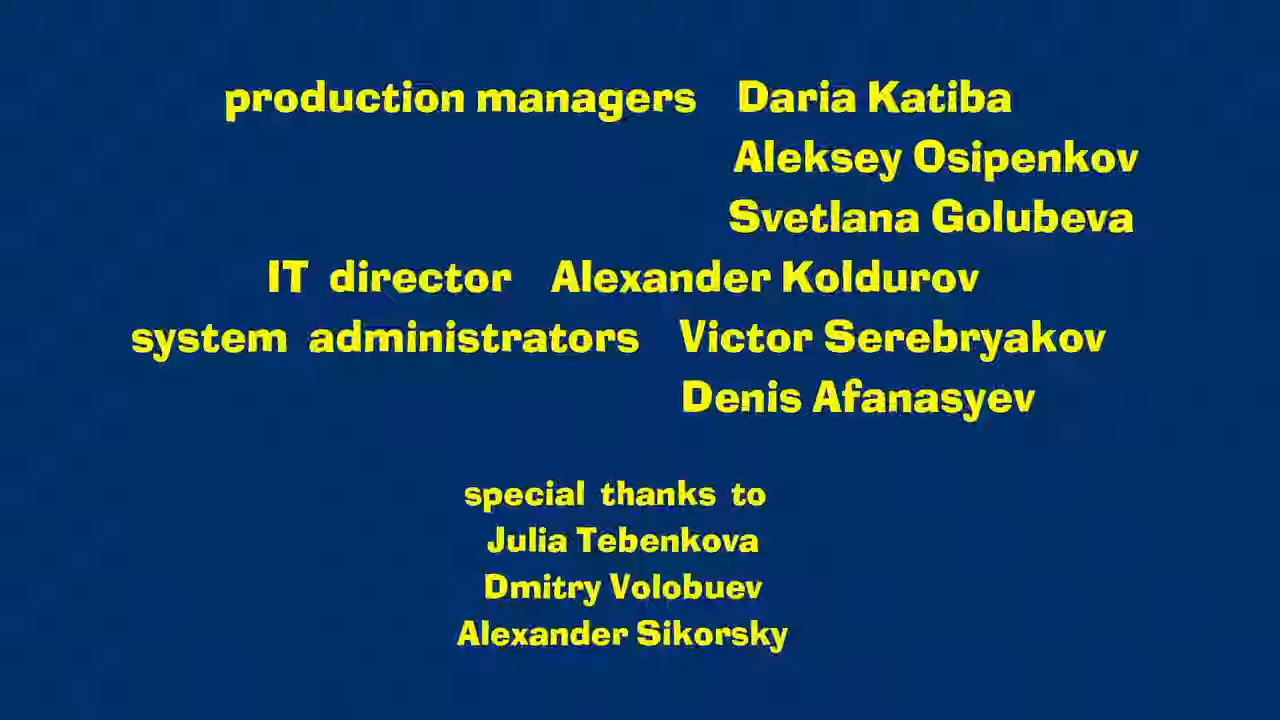 production managers Daria Katiba
Aleksey Osipenkov
Svetlana Golubeva
IT director Alexander Koldurov
system administrators Victor Serebryakov
Denis Afanasyev
special thanks to
Julia Tebenkova
Dmitry Volobuev
Alexander Sikorsky